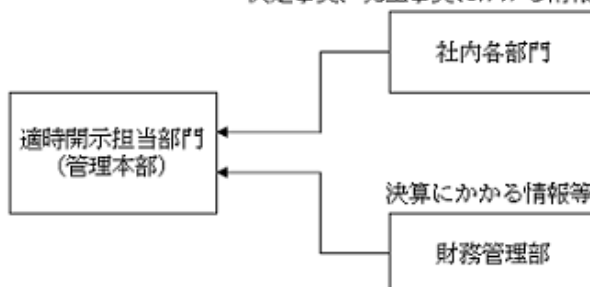 社内各部門
適時開示担当部門
(管理本部)
決算にかかる情報等
財務管理部